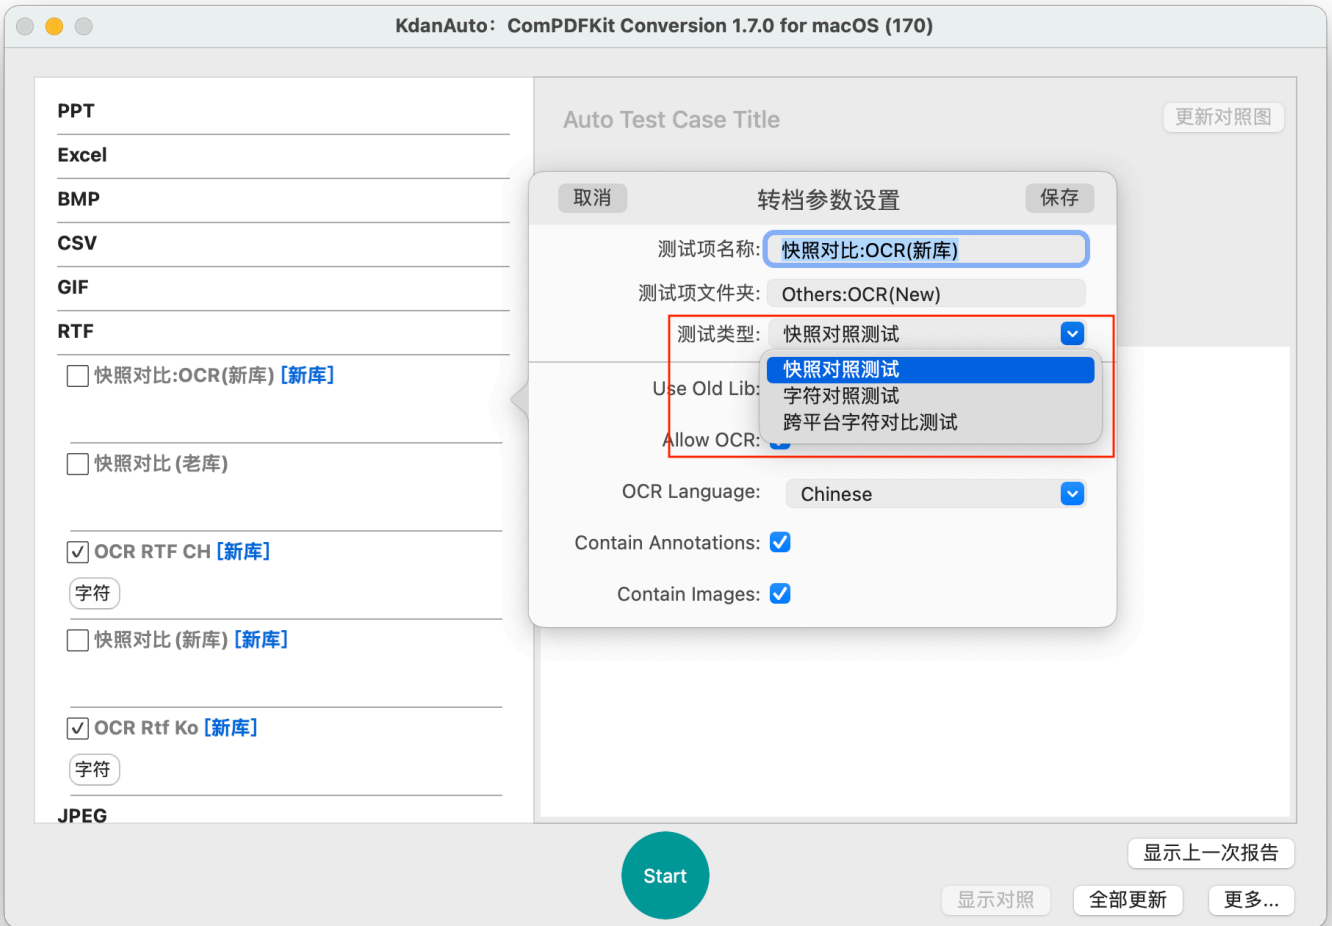 KdanAuto：ComPDFKit Conversion 1.7.0 for macOS (170)
PPT
Excel
BMP
CSV
GIF
RTF
快照对比:OCR(新库) [新库]
快照对比(老库)
OCR RTF CH [新库]
字符
快照对比(新库) [新库]
OCR Rtf Ko [新库]
字符
JPEG
Auto Test Case Title
更新对照图
取消
转档参数设置
保存
测试项名称: 快照对比:OCR(新库)
测试项文件夹: Others:OCR(New)
测试类型: 快照对照测试
快照对照测试
字符对照测试
跨平台字符对比测试
Use Old Lib:
Allow OCR:
OCR Language: Chinese
Contain Annotations:
Contain Images:
Start
显示上一次报告
显示对照
全部更新
更多...